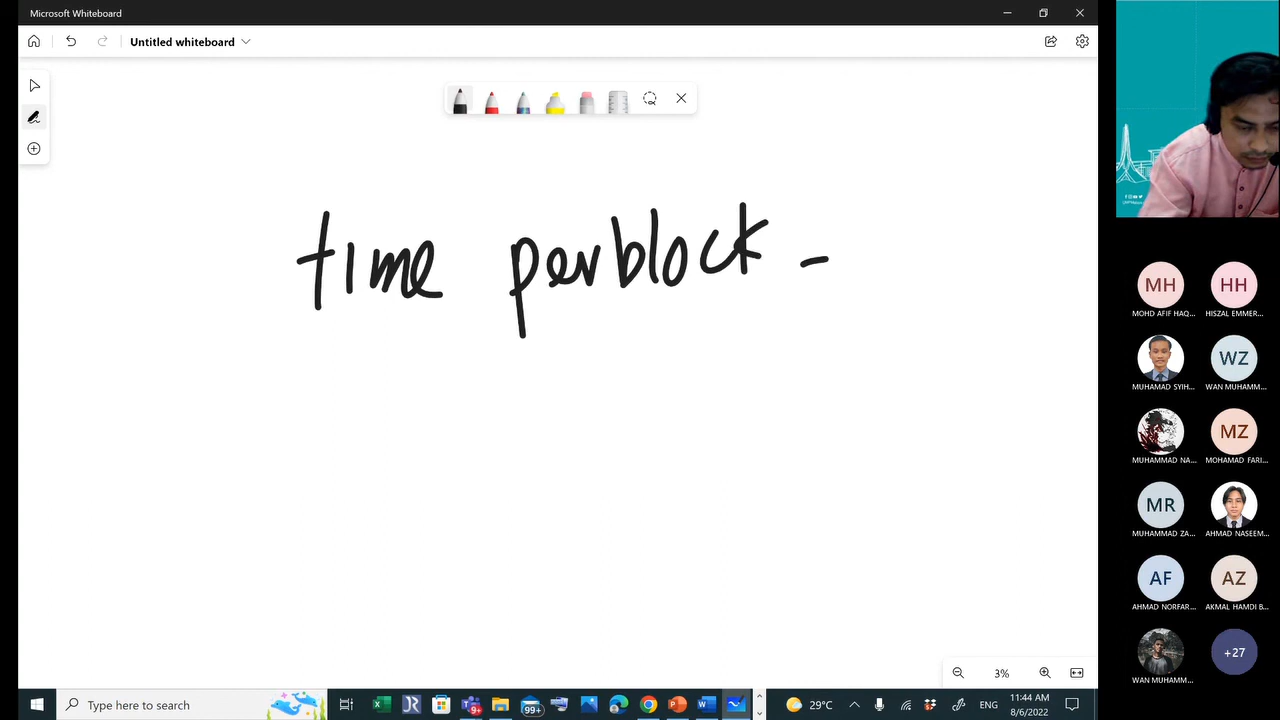 Microsoft Whiteboard
Untitled whiteboard
time per block -
MH
HH
MOHD AFIF HAQ...
HISZAL EMMER...
WZ
MUHAMAD SYIH...
WAN MUHAMM...
MZ
MUHAMMAD NA...
MOHAMAD FARI...
MR
MUHAMMAD ZA...
AHMAD NASEEM...
AF
AZ
AHMAD NORFAR...
AKMAL HAMDI B...
+27
WAN MUHAMM...
3%
Type here to search
99+
29°C
ENG
11:44 AM
8/6/2022